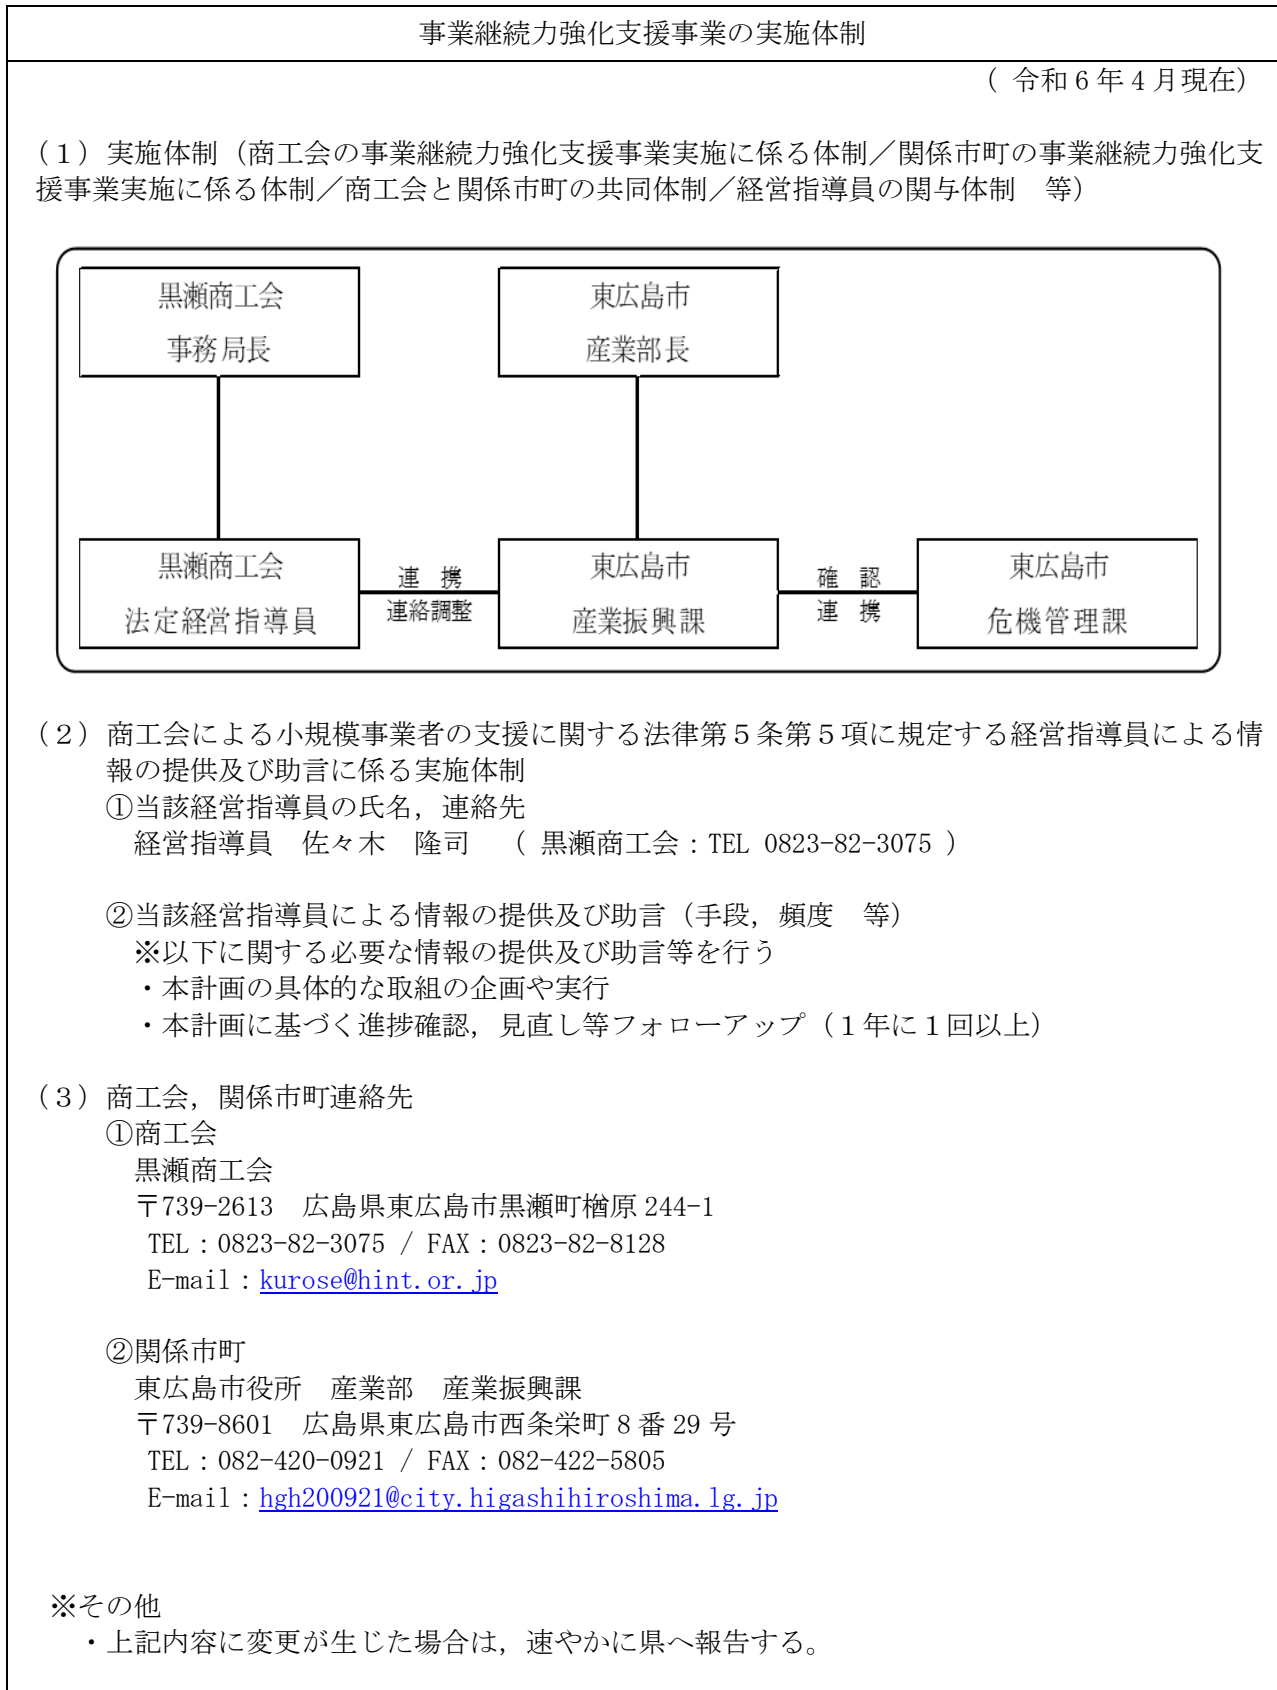 事業継続力強化支援事業の実施体制
（ 令和 6 年 4 月現在）
（１）実施体制（商工会の事業継続力強化支援事業実施に係る体制／関係市町の事業継続力強化支
援事業実施に係る体制／商工会と関係市町の共同体制／経営指導員の関与体制　等）
黒瀬商工会
事務局長
東広島市
産業部長
黒瀬商工会
法定経営指導員
連　携
連絡調整
東広島市
産業振興課
確　認
連　携
東広島市
危機管理課
（２）商工会による小規模事業者の支援に関する法律第５条第５項に規定する経営指導員による情
報の提供及び助言に係る実施体制
①当該経営指導員の氏名，連絡先
経営指導員　佐々木　隆司　（ 黒瀬商工会：TEL 0823-82-3075 ）
②当該経営指導員による情報の提供及び助言（手段，頻度　等）
※以下に関する必要な情報の提供及び助言等を行う
・本計画の具体的な取組の企画や実行
・本計画に基づく進捗確認，見直し等フォローアップ（１年に１回以上）
（３）商工会，関係市町連絡先
①商工会
黒瀬商工会
〒739-2613　広島県東広島市黒瀬町楢原 244-1
TEL：0823-82-3075 / FAX：0823-82-8128
E-mail：kurose@hint.or.jp
②関係市町
東広島市役所　産業部　産業振興課
〒739-8601　広島県東広島市西条栄町 8 番 29 号
TEL：082-420-0921 / FAX：082-422-5805
E-mail：hgh200921@city.higashihiroshima.lg.jp
※その他
・上記内容に変更が生じた場合は，速やかに県へ報告する。